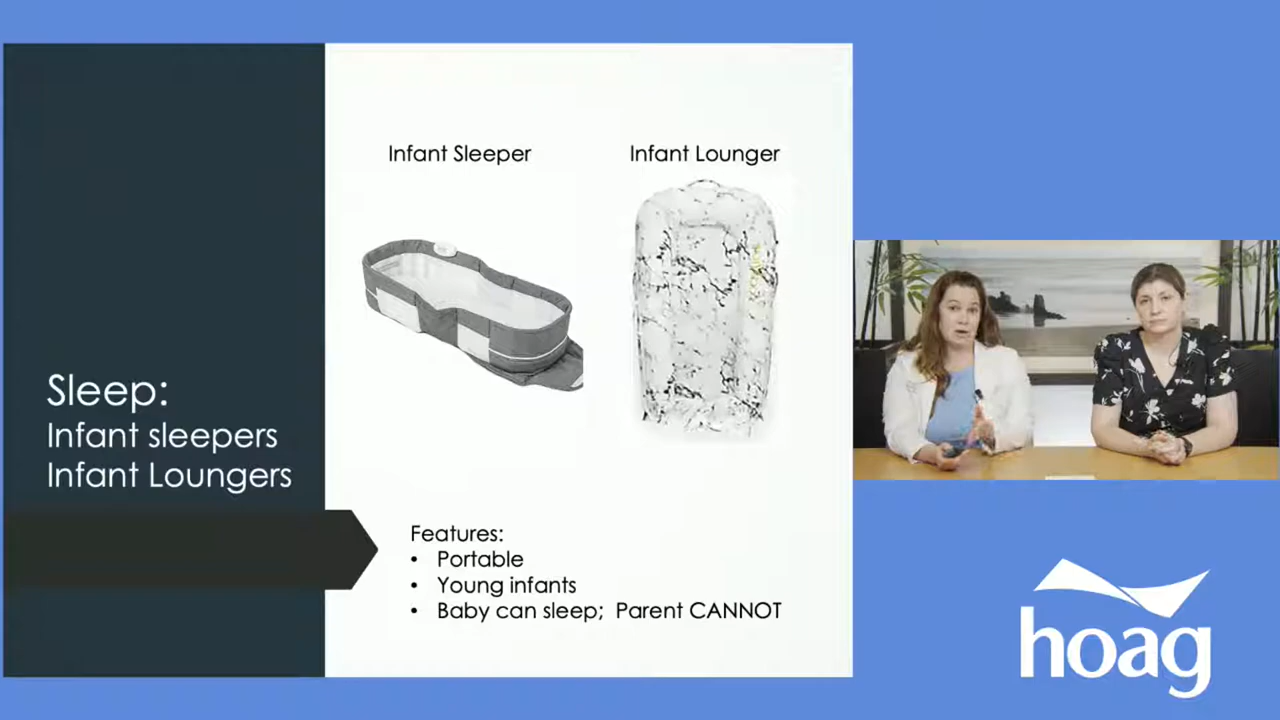 Infant Sleeper
Infant Lounger
Sleep:
Infant sleepers
Infant Loungers
Features:
• Portable
• Young infants
• Baby can sleep; Parent CANNOT
hoag